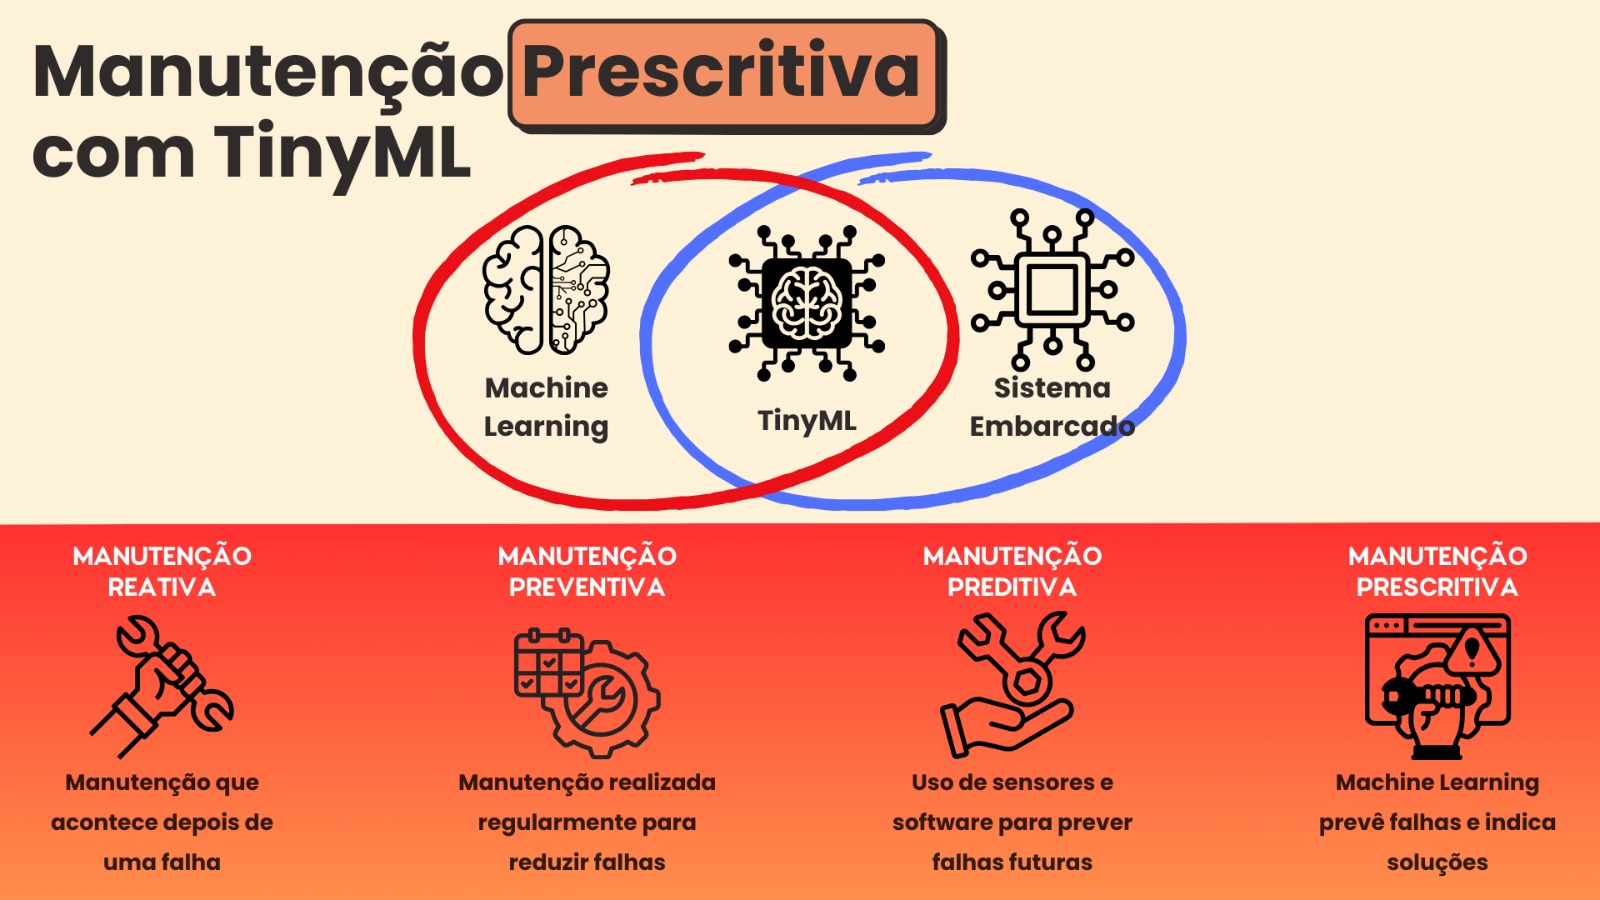 Manutenção Prescritiva
com TinyML
Machine
Learning
TinyML
Sistema
Embarcado
MANUTENÇÃO
REATIVA
Manutenção que
acontece depois de
uma falha
MANUTENÇÃO
PREVENTIVA
Manutenção realizada
regularmente para
reduzir falhas
MANUTENÇÃO
PREDITIVA
Uso de sensores e
software para prever
falhas futuras
MANUTENÇÃO
PRESCRITIVA
Machine Learning
prevê falhas e indica
soluções